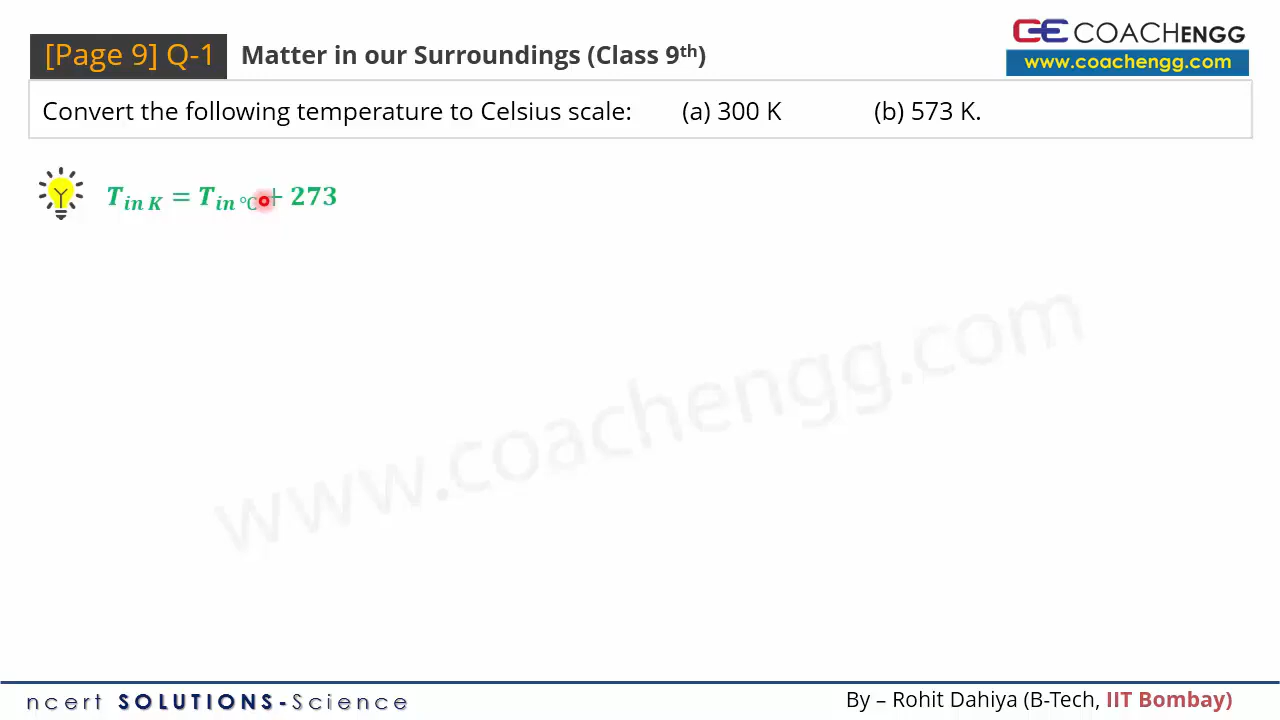 [Page 9] Q-1 Matter in our Surroundings (Class 9th)
CE COACHENGG
www.coachengg.com
Convert the following temperature to Celsius scale: (a) 300 K (b) 573 K.
T in K = T in °C + 273
www.coachengg.com
ncert SOLUTIONS-Science
By – Rohit Dahiya (B-Tech, IIT Bombay)